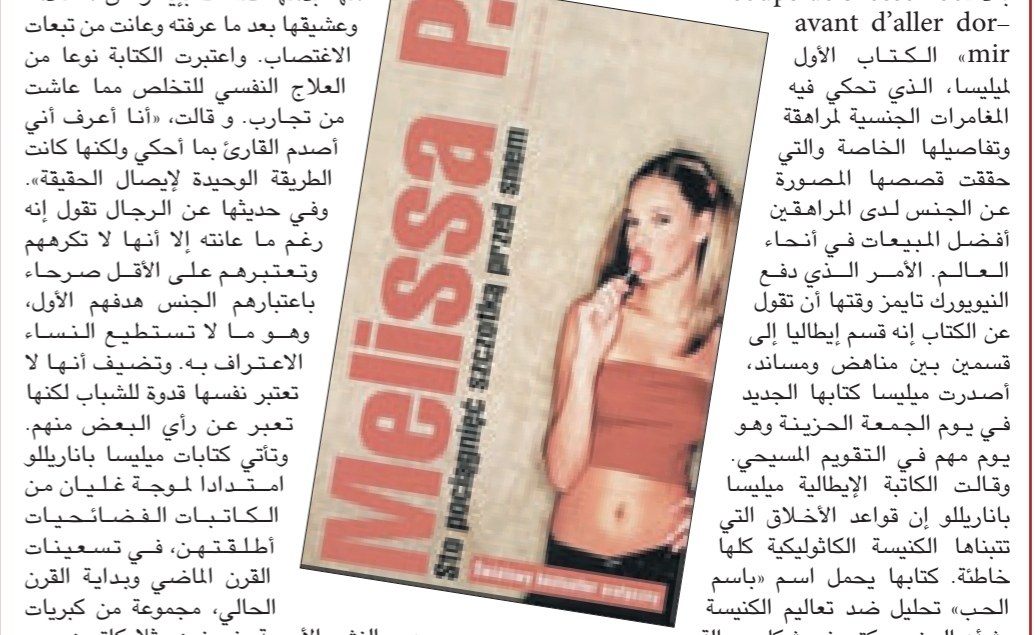 avant d'aller dor-
mir» الكتاب الأول
لميليسا، الذي تحكي فيه
المغامرات الجنسية لمراهقة
وتفاصيلها الخاصة والتي
حققت قصصها المصورة
عن الجنس لدى المراهقين
أفضل المبيعات في أنحاء
العالم. الأمر الذي دفع
النيويورك تايمز وقتها أن تقول
عن الكتاب إنه قسم إيطاليا إلى
قسمين بين مناهض ومساند،
أصدرت ميليسا كتابها الجديد
في يوم الجمعة الحزينة وهو
يوم مهم في التقويم المسيحي.
وقالت الكاتبة الإيطالية ميليسا
باناريللو إن قواعد الأخلاق التي
تتبناها الكنيسة الكاثوليكية كلها
خاطئة. كتابها يحمل اسم «باسم
الحب» تحليل ضد تعاليم الكنيسة
Melissa P.
Sto pociągnięć szczotką przed snem
وعشيقها بعد ما عرفته وعانت من تبعات
الاغتصاب. واعتبرت الكتابة نوعا من
العلاج النفسي للتخلص مما عاشت
من تجارب. و قالت، «أنا أعرف أني
أصدم القارئ بما أحكي ولكنها كانت
الطريقة الوحيدة لإيصال الحقيقة».
وفي حديثها عن الرجال تقول إنه
رغم ما عانته إلا أنها لا تكرههم
وتعتبرهم على الأقل صرحاء
باعتبارهم الجنس هدفهم الأول،
وهو ما لا تستطيع النساء
الاعتراف به. وتضيف أنها لا
تعتبر نفسها قدوة للشباب لكنها
تعبر عن رأي البعض منهم.
وتأتي كتابات ميليسا باناريللو
امتدادا لموجة غليان من
الكاتبات الفضائحيات
أطلقتهن، في تسعينات
القرن الماضي وبداية القرن
الحالي، مجموعة من كبريات